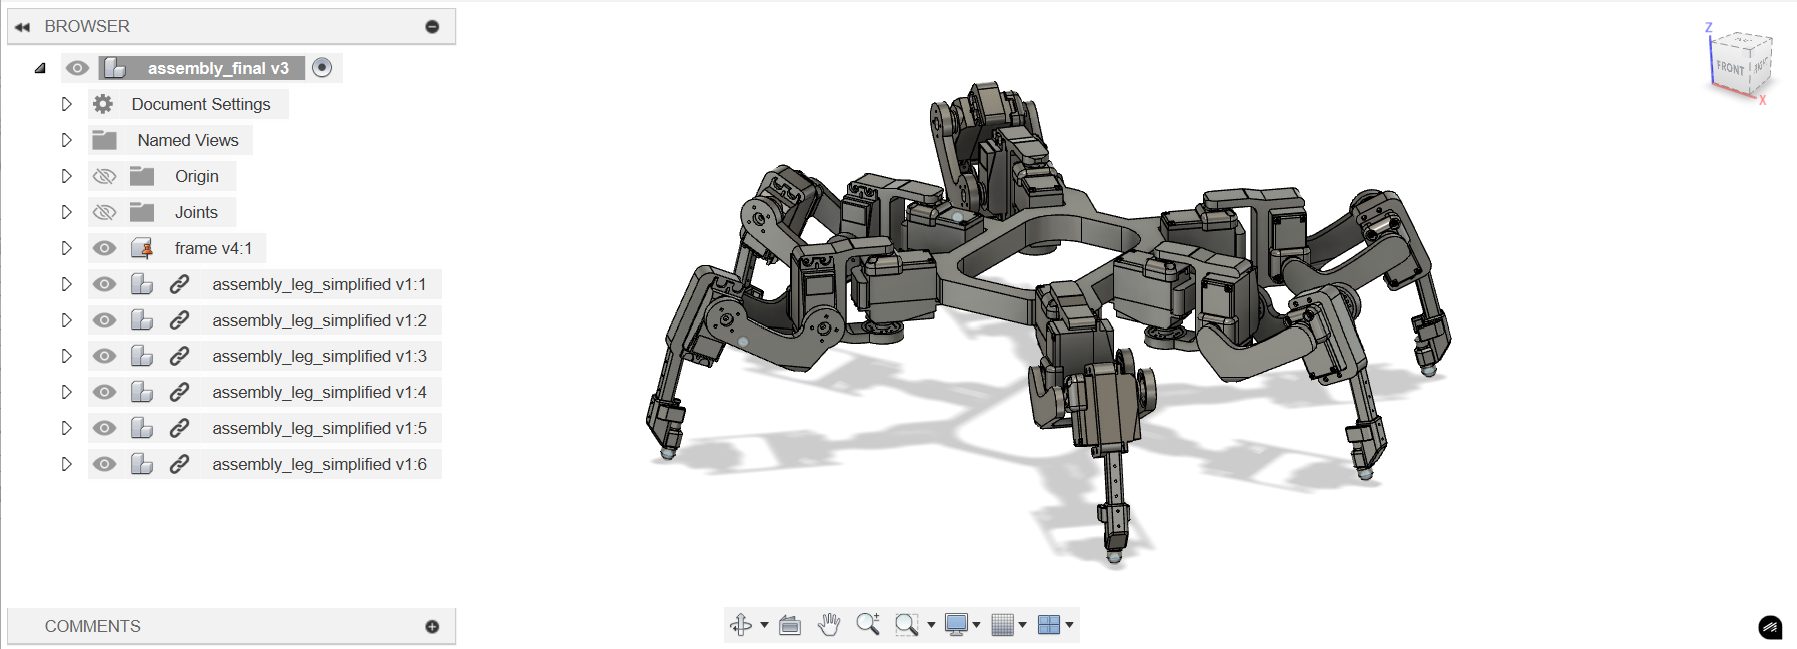 BROWSER
assembly_final v3
Document Settings
Named Views
Origin
Joints
frame v4:1
assembly_leg_simplified v1:1
assembly_leg_simplified v1:2
assembly_leg_simplified v1:3
assembly_leg_simplified v1:4
assembly_leg_simplified v1:5
assembly_leg_simplified v1:6
COMMENTS
Z
FRONT
X